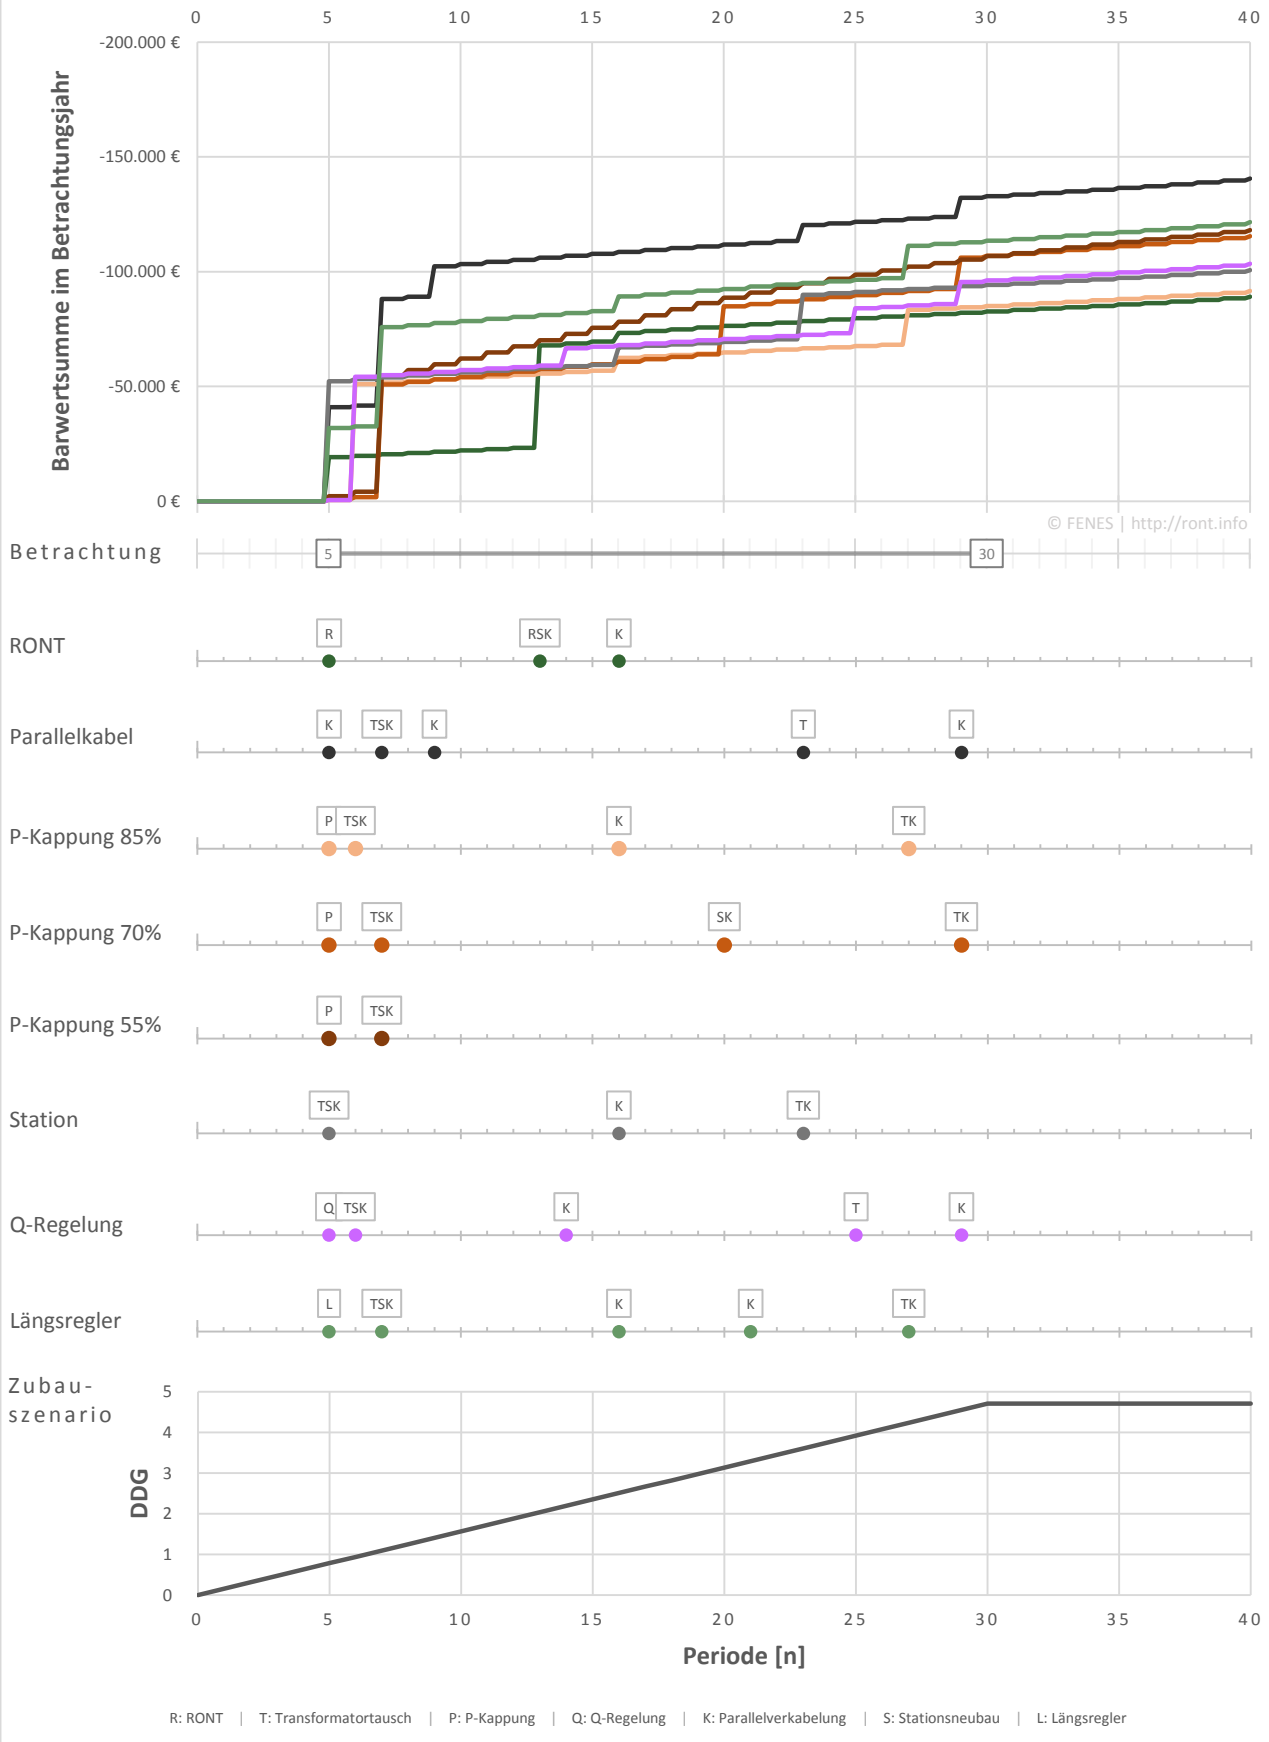 0 5 10 15 20 25 30 35 40
Barwertsumme im Betrachtungsjahr
-200.000 €
-150.000 €
-100.000 €
-50.000 €
0 €
© FENES | http://ront.info
Betrachtung 5 30
R RSK K
RONT
K TSK K T K
Parallelkabel
P TSK K TK
P-Kappung 85%
P TSK SK TK
P-Kappung 70%
P TSK
P-Kappung 55%
TSK K TK
Station
Q TSK K T K
Q-Regelung
L TSK K K TK
Längsregler
Zubau-
szenario
DDG
5
4
3
2
1
0
0 5 10 15 20 25 30 35 40
Periode [n]
R: RONT | T: Transformatortausch | P: P-Kappung | Q: Q-Regelung | K: Parallelverkabelung | S: Stationsneubau | L: Längsregler